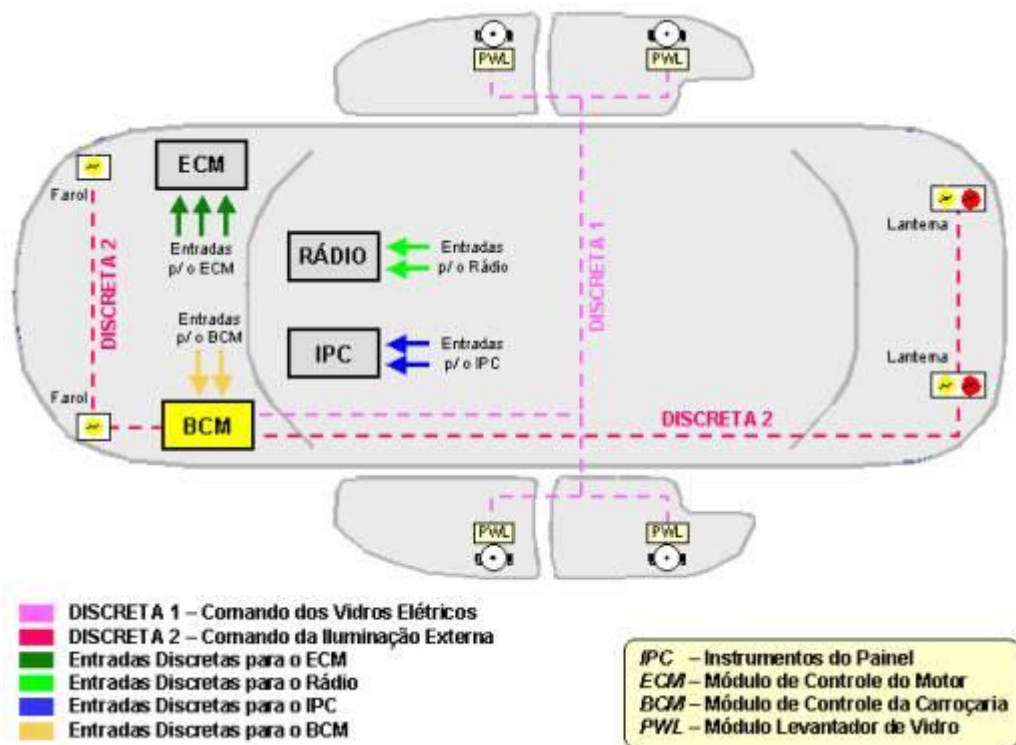 PWL
PWL
ECM
Farol
Entradas
p/ o ECM
RÁDIO
Entradas
p/ o Rádio
DISCRETA 1
Lanterna
DISCRETA 2
Entradas
p/ o BCM
IPC
Entradas
p/ o IPC
Lanterna
Farol
BCM
DISCRETA 2
PWL
PWL
DISCRETA 1 – Comando dos Vidros Elétricos
DISCRETA 2 – Comando da Iluminação Externa
Entradas Discretas para o ECM
Entradas Discretas para o Rádio
Entradas Discretas para o IPC
Entradas Discretas para o BCM
IPC – Instrumentos do Painel
ECM – Módulo de Controle do Motor
BCM – Módulo de Controle da Carroçaria
PWL – Módulo Levantador de Vidro